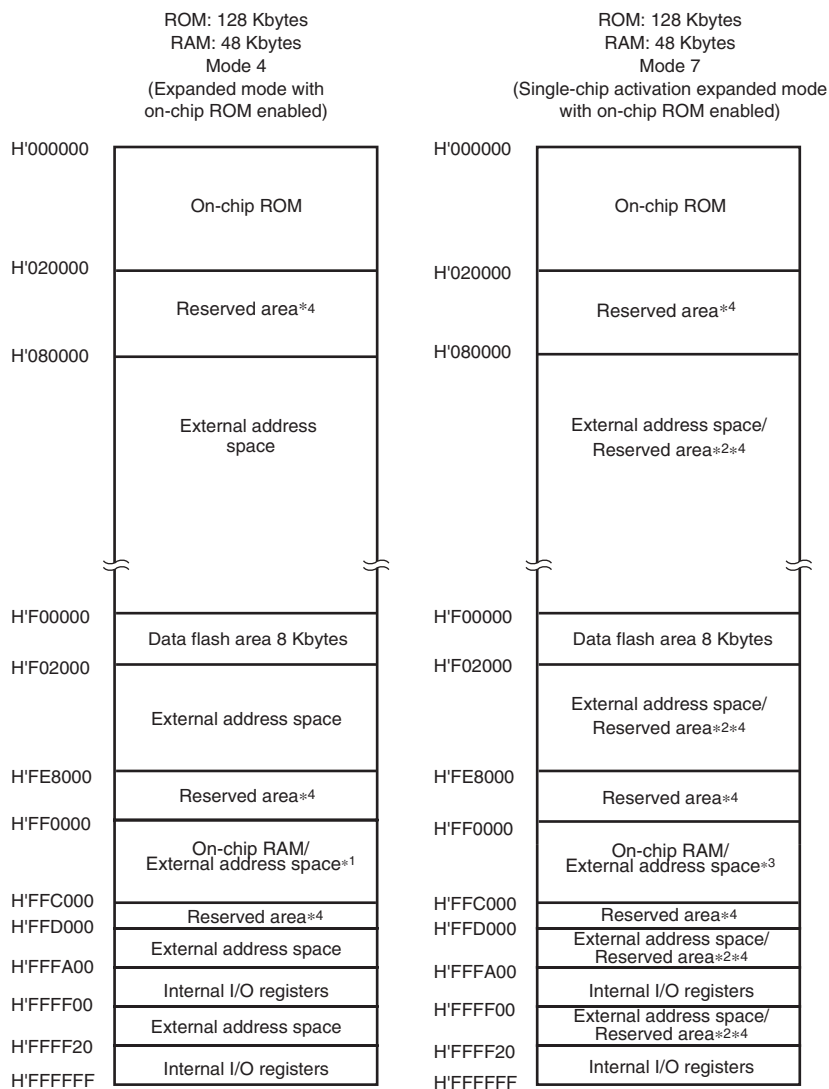 ROM: 128 Kbytes
RAM: 48 Kbytes
Mode 4
(Expanded mode with
on-chip ROM enabled)
H'000000
On-chip ROM
H'020000
Reserved area*4
H'080000
External address
space
H'F00000
Data flash area 8 Kbytes
H'F02000
External address space
H'FE8000
Reserved area*4
H'FF0000
On-chip RAM/
External address space*1
H'FFC000
Reserved area*4
H'FFD000
External address space
H'FFFA00
Internal I/O registers
H'FFFF00
External address space
H'FFFF20
Internal I/O registers
H'FFFFFF
ROM: 128 Kbytes
RAM: 48 Kbytes
Mode 7
(Single-chip activation expanded mode
with on-chip ROM enabled)
H'000000
On-chip ROM
H'020000
Reserved area*4
H'080000
External address space/
Reserved area*2*4
H'F00000
Data flash area 8 Kbytes
H'F02000
External address space/
Reserved area*2*4
H'FE8000
Reserved area*4
H'FF0000
On-chip RAM/
External address space*3
H'FFC000
Reserved area*4
H'FFD000
External address space/
Reserved area*2*4
H'FFFA00
Internal I/O registers
H'FFFF00
External address space/
Reserved area*2*4
H'FFFF20
Internal I/O registers
H'FFFFFF